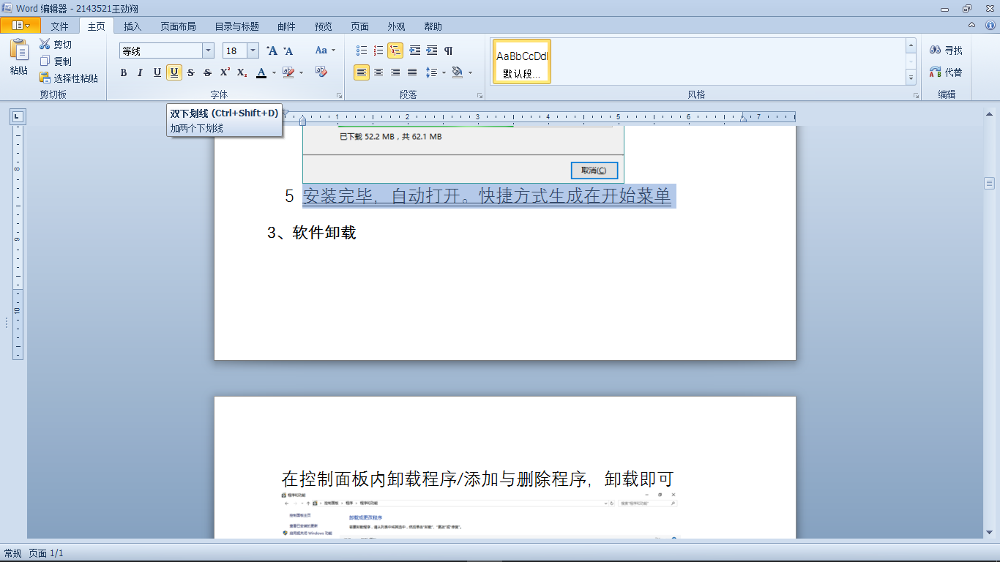 Word 编辑器 - 2143521王劲翔
文件 主页 插入 页面布局 目录与标题 邮件 预览 页面 外观 帮助
粘贴
剪切
复制
选择性粘贴
剪切板
等线 18 A A Aa
B I U U S S X² X₂ A
字体
段落
AaBbCcDdI
默认段...
风格
寻找
代替
编辑
双下划线 (Ctrl+Shift+D)
加两个下划线
1 2 3 4 5 6 7
8
9
10
已下载 52.2 MB，共 62.1 MB
取消(C)
5 安装完毕，自动打开。快捷方式生成在开始菜单
3、软件卸载
在控制面板内卸载程序/添加与删除程序，卸载即可
程序和功能
控制面板 程序 程序和功能
搜索"程序和功能"
控制面板主页
卸载或更改程序
查看已安装的更新
若要卸载程序，请从列表中将其选中，然后单击"卸载"、"更改"或"修复"。
启用或关闭 Windows 功能
常规 页面 1/1